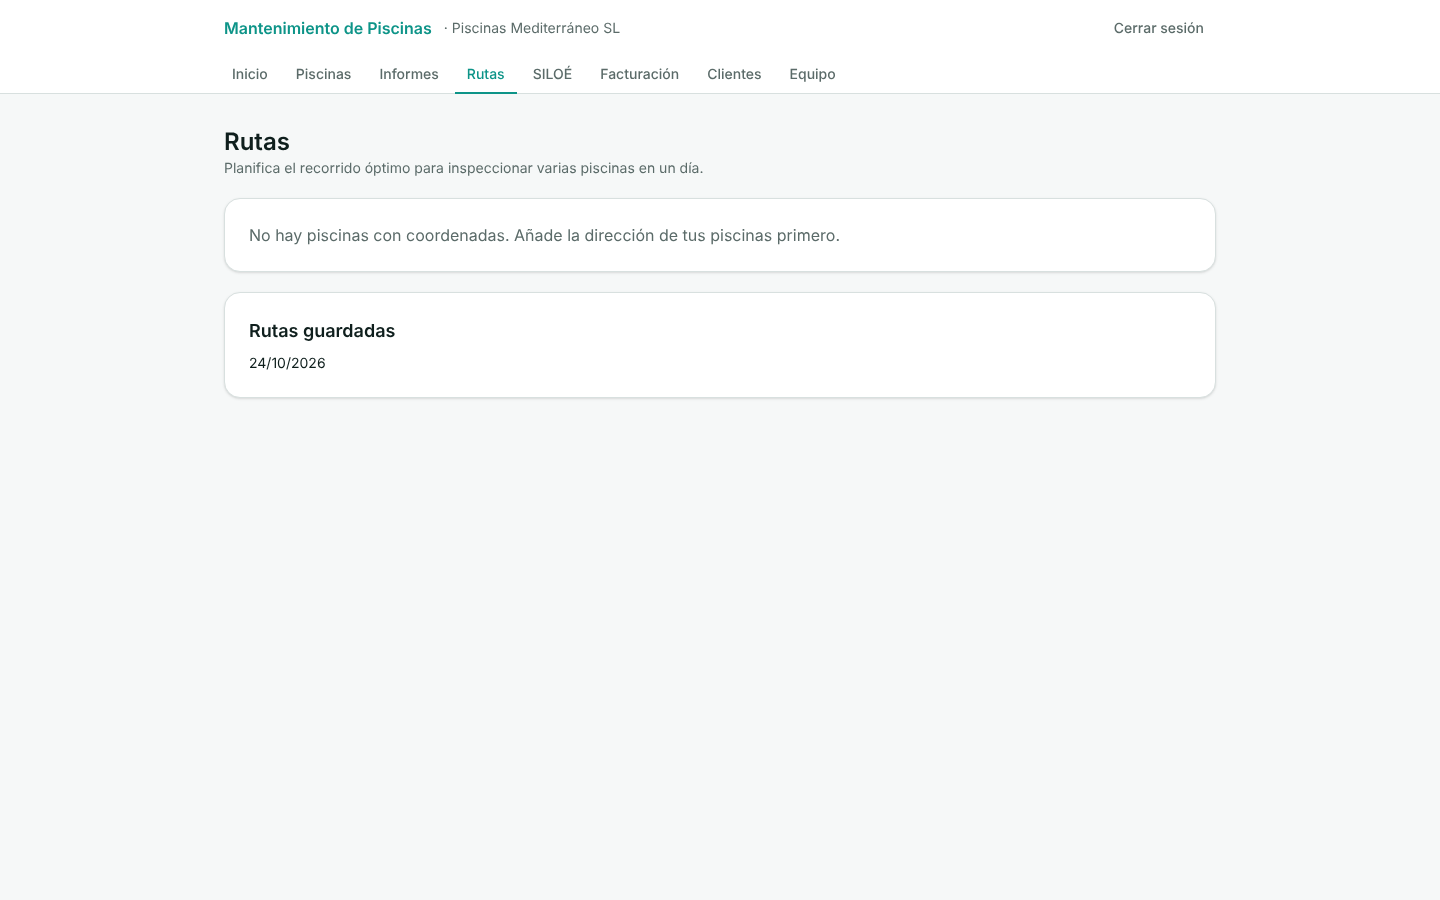 Mantenimiento de Piscinas · Piscinas Mediterráneo SL Cerrar sesión
Inicio Piscinas Informes Rutas SILOÉ Facturación Clientes Equipo
Rutas
Planifica el recorrido óptimo para inspeccionar varias piscinas en un día.
No hay piscinas con coordenadas. Añade la dirección de tus piscinas primero.
Rutas guardadas
24/10/2026